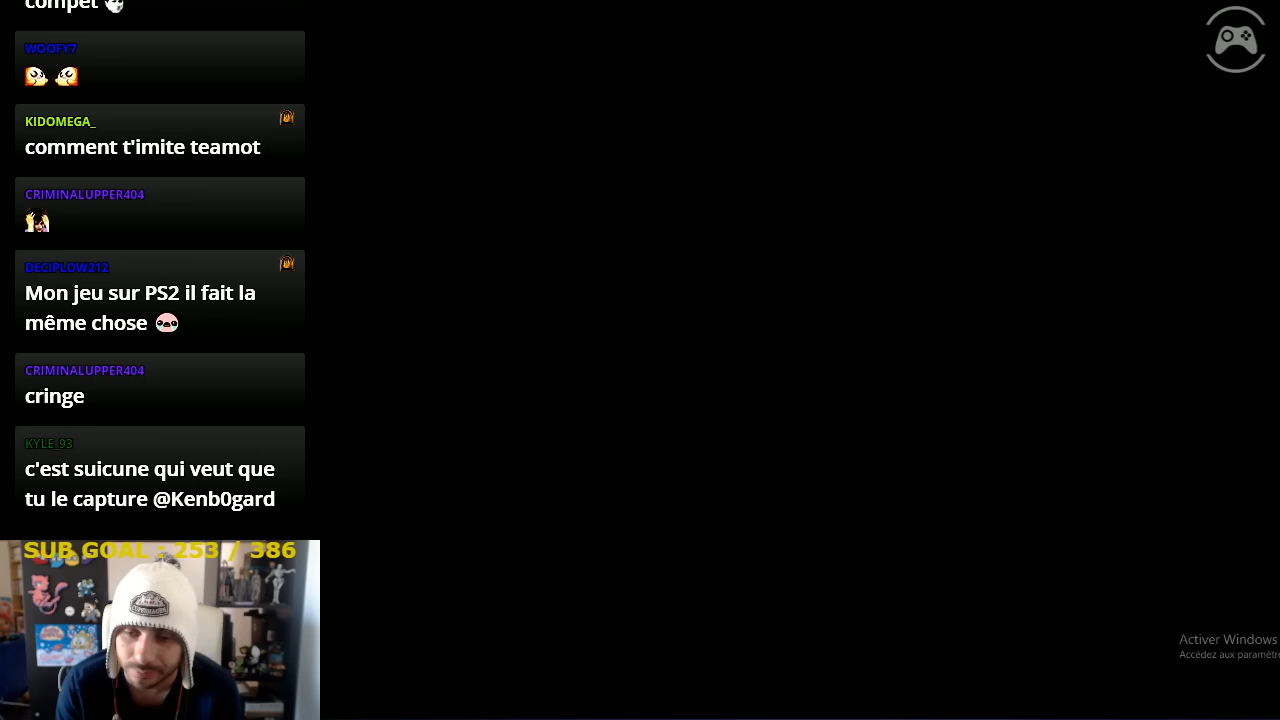 compet
WOOFY7
KIDOMEGA_
comment t'imite teamot
CRIMINALUPPER404
DECIPLOW212
Mon jeu sur PS2 il fait la
même chose
CRIMINALUPPER404
cringe
KYLE_93
c'est suicune qui veut que
tu le capture @Kenb0gard
SUB GOAL : 253 / 386
COPENHAGEN
Activer Windows
Accédez aux paramètre